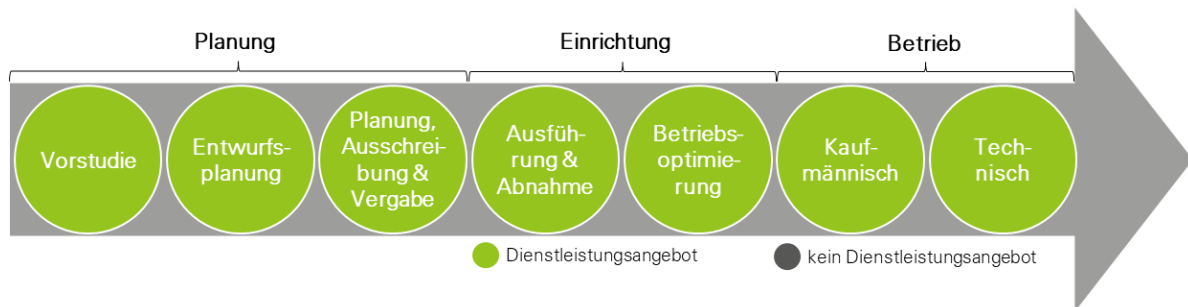 Planung
Einrichtung
Betrieb
Vorstudie
Entwurfs-
planung
Planung,
Ausschrei-
bung &
Vergabe
Ausfüh-
rung &
Abnahme
Betriebs-
optimie-
rung
Kauf-
männisch
Tech-
nisch
Dienstleistungsangebot
kein Dienstleistungsangebot